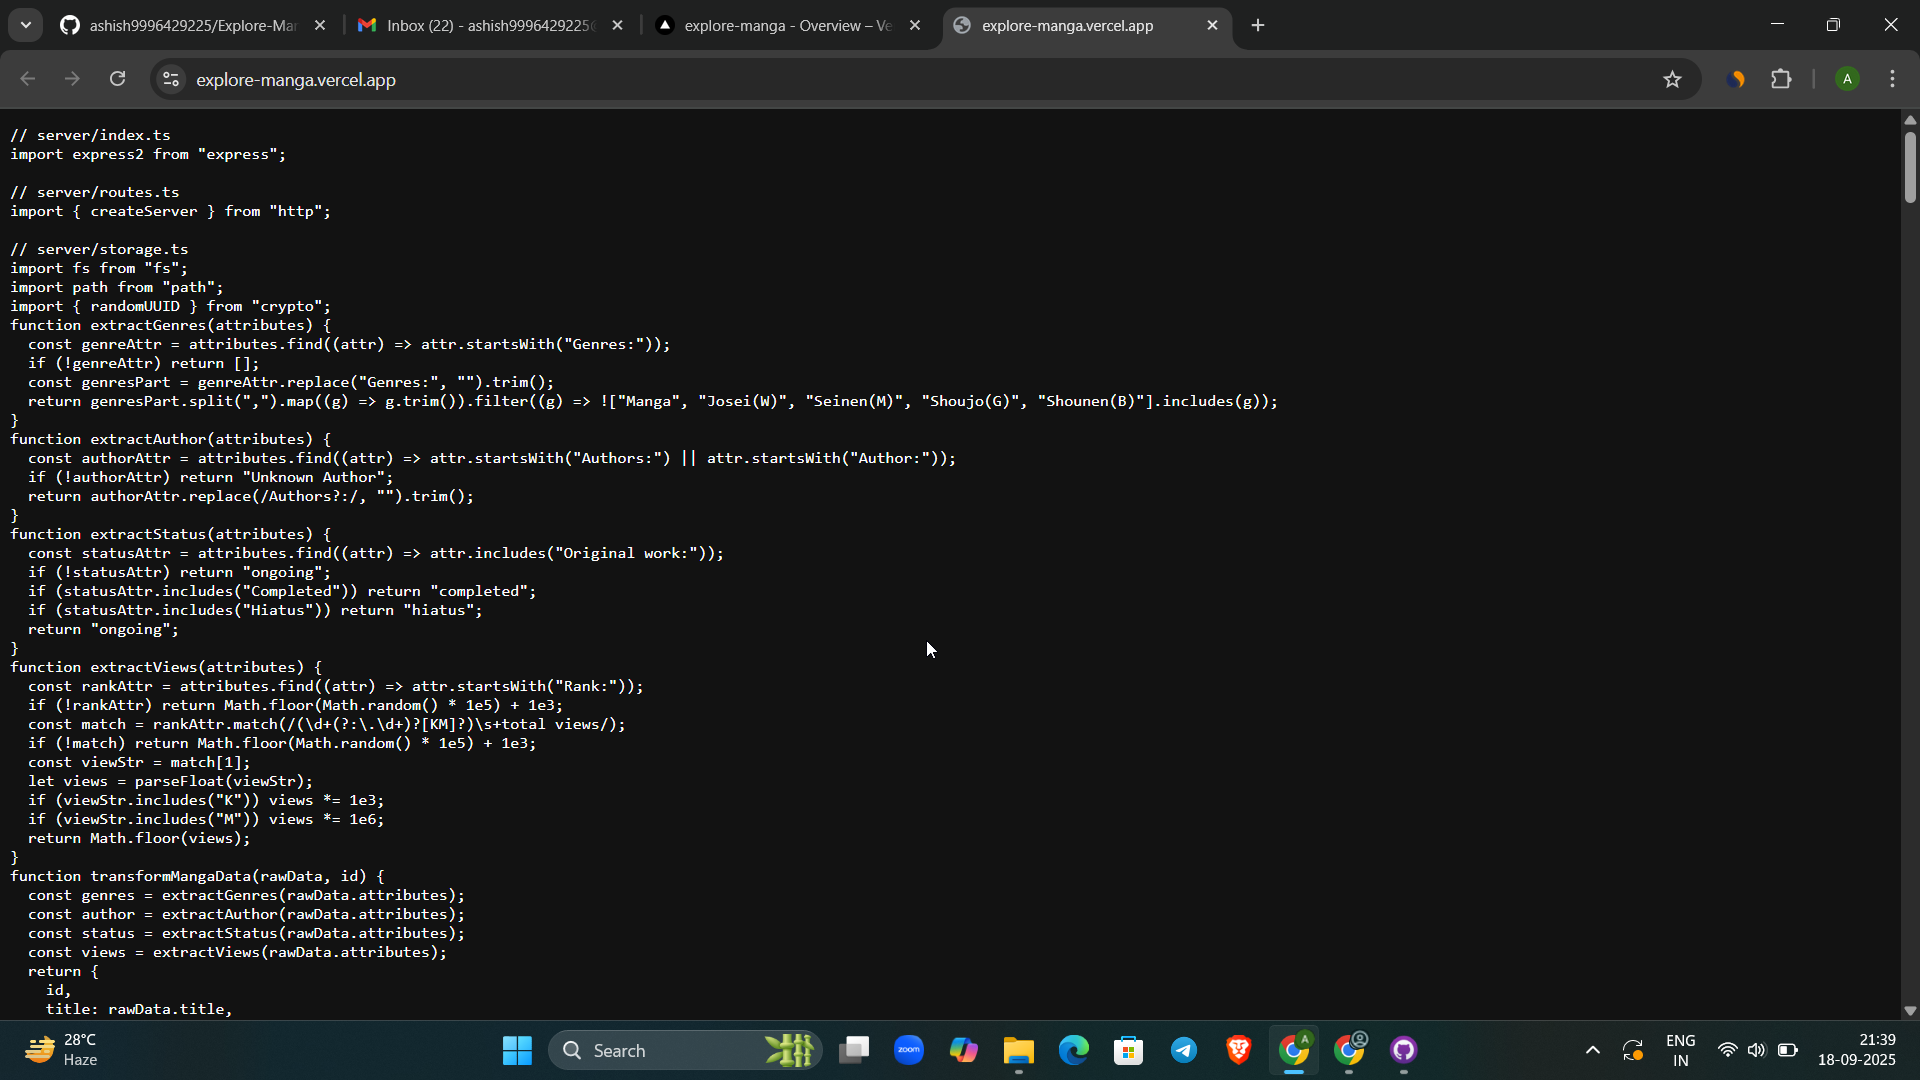 ashish9996429225/Explore-Man
Inbox (22) - ashish9996429225@
explore-manga - Overview – Ve
explore-manga.vercel.app
explore-manga.vercel.app
A
// server/index.ts
import express2 from "express";
// server/routes.ts
import { createServer } from "http";
// server/storage.ts
import fs from "fs";
import path from "path";
import { randomUUID } from "crypto";
function extractGenres(attributes) {
  const genreAttr = attributes.find((attr) => attr.startsWith("Genres:"));
  if (!genreAttr) return [];
  const genresPart = genreAttr.replace("Genres:", "").trim();
  return genresPart.split(",").map((g) => g.trim()).filter((g) => !["Manga", "Josei(W)", "Seinen(M)", "Shoujo(G)", "Shounen(B)"].includes(g));
}
function extractAuthor(attributes) {
  const authorAttr = attributes.find((attr) => attr.startsWith("Authors:") || attr.startsWith("Author:"));
  if (!authorAttr) return "Unknown Author";
  return authorAttr.replace(/Authors?:/, "").trim();
}
function extractStatus(attributes) {
  const statusAttr = attributes.find((attr) => attr.includes("Original work:"));
  if (!statusAttr) return "ongoing";
  if (statusAttr.includes("Completed")) return "completed";
  if (statusAttr.includes("Hiatus")) return "hiatus";
  return "ongoing";
}
function extractViews(attributes) {
  const rankAttr = attributes.find((attr) => attr.startsWith("Rank:"));
  if (!rankAttr) return Math.floor(Math.random() * 1e5) + 1e3;
  const match = rankAttr.match(/(\d+(?:\.\d+)?[KM]?)\s+total views/);
  if (!match) return Math.floor(Math.random() * 1e5) + 1e3;
  const viewStr = match[1];
  let views = parseFloat(viewStr);
  if (viewStr.includes("K")) views *= 1e3;
  if (viewStr.includes("M")) views *= 1e6;
  return Math.floor(views);
}
function transformMangaData(rawData, id) {
  const genres = extractGenres(rawData.attributes);
  const author = extractAuthor(rawData.attributes);
  const status = extractStatus(rawData.attributes);
  const views = extractViews(rawData.attributes);
  return {
    id,
    title: rawData.title,
28°C
Haze
Search
zoom
A
ENG
IN
21:39
18-09-2025